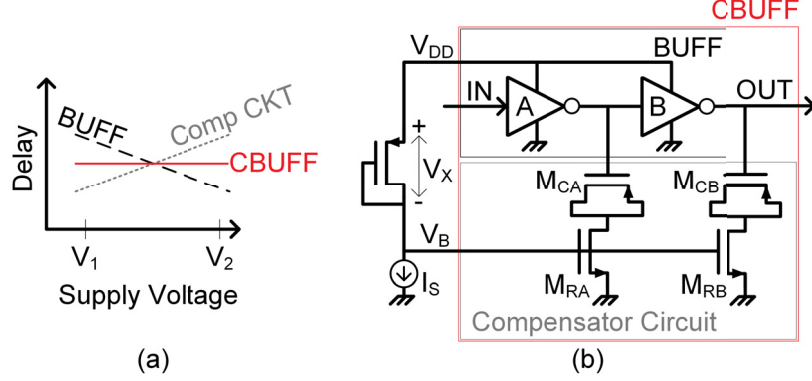 BUFF
Comp CKT
CBUFF
Delay
V1
V2
Supply Voltage
(a)
CBUFF
VDD
BUFF
IN
A
B
OUT
+
VX
-
MCA
MCB
VB
IS
MRA
MRB
Compensator Circuit
(b)